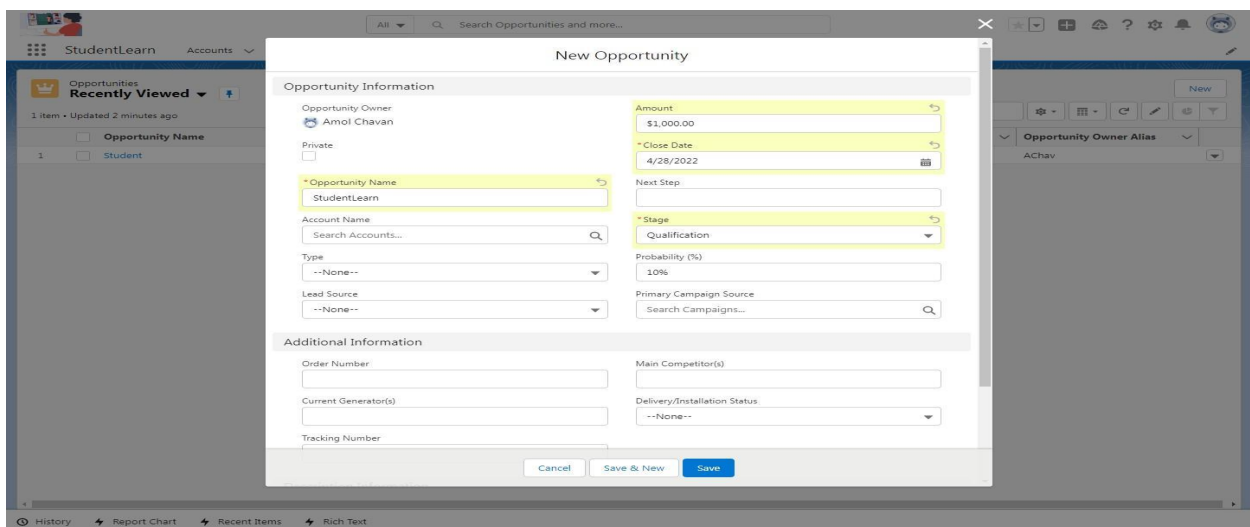 All
Search Opportunities and more...
StudentLearn
Accounts
New Opportunity
Opportunities
Recently Viewed
New
1 item • Updated 2 minutes ago
Opportunity Name
Opportunity Owner Alias
1
Student
AChav
Opportunity Information
Opportunity Owner
Amol Chavan
Amount
$1,000.00
Private
*Close Date
4/28/2022
*Opportunity Name
StudentLearn
Next Step
Account Name
Search Accounts...
*Stage
Qualification
Type
--None--
Probability (%)
10%
Lead Source
--None--
Primary Campaign Source
Search Campaigns...
Additional Information
Order Number
Main Competitor(s)
Current Generator(s)
Delivery/Installation Status
--None--
Tracking Number
Cancel
Save & New
Save
History
Report Chart
Recent Items
Rich Text